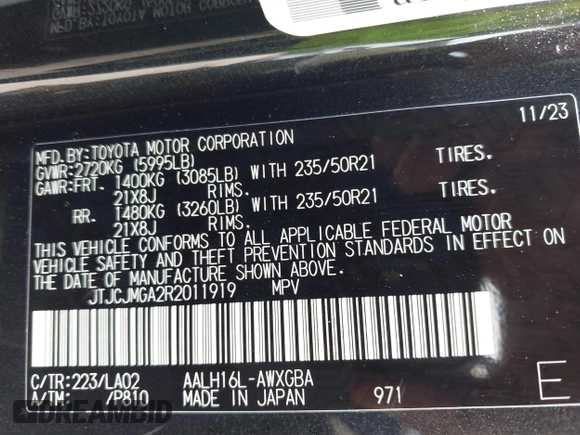 11/23
MFD.BY:TOYOTA MOTOR CORPORATION
GVWR:2720KG (5995LB)
GAWR:FRT. 1400KG (3085LB) WITH 235/50R21 TIRES.
21X8J RIMS.
RR. 1480KG (3260LB) WITH 235/50R21 TIRES.
21X8J RIMS.
THIS VEHICLE CONFORMS TO ALL APPLICABLE FEDERAL MOTOR
VEHICLE SAFETY AND THEFT PREVENTION STANDARDS IN EFFECT ON
THE DATE OF MANUFACTURE SHOWN ABOVE.
JTJCJMGA2R2011919 MPV
C/TR:223/LA02 AALH16L-AWXGBA
A/TM: /P810 MADE IN JAPAN 971 E
DREAMBID